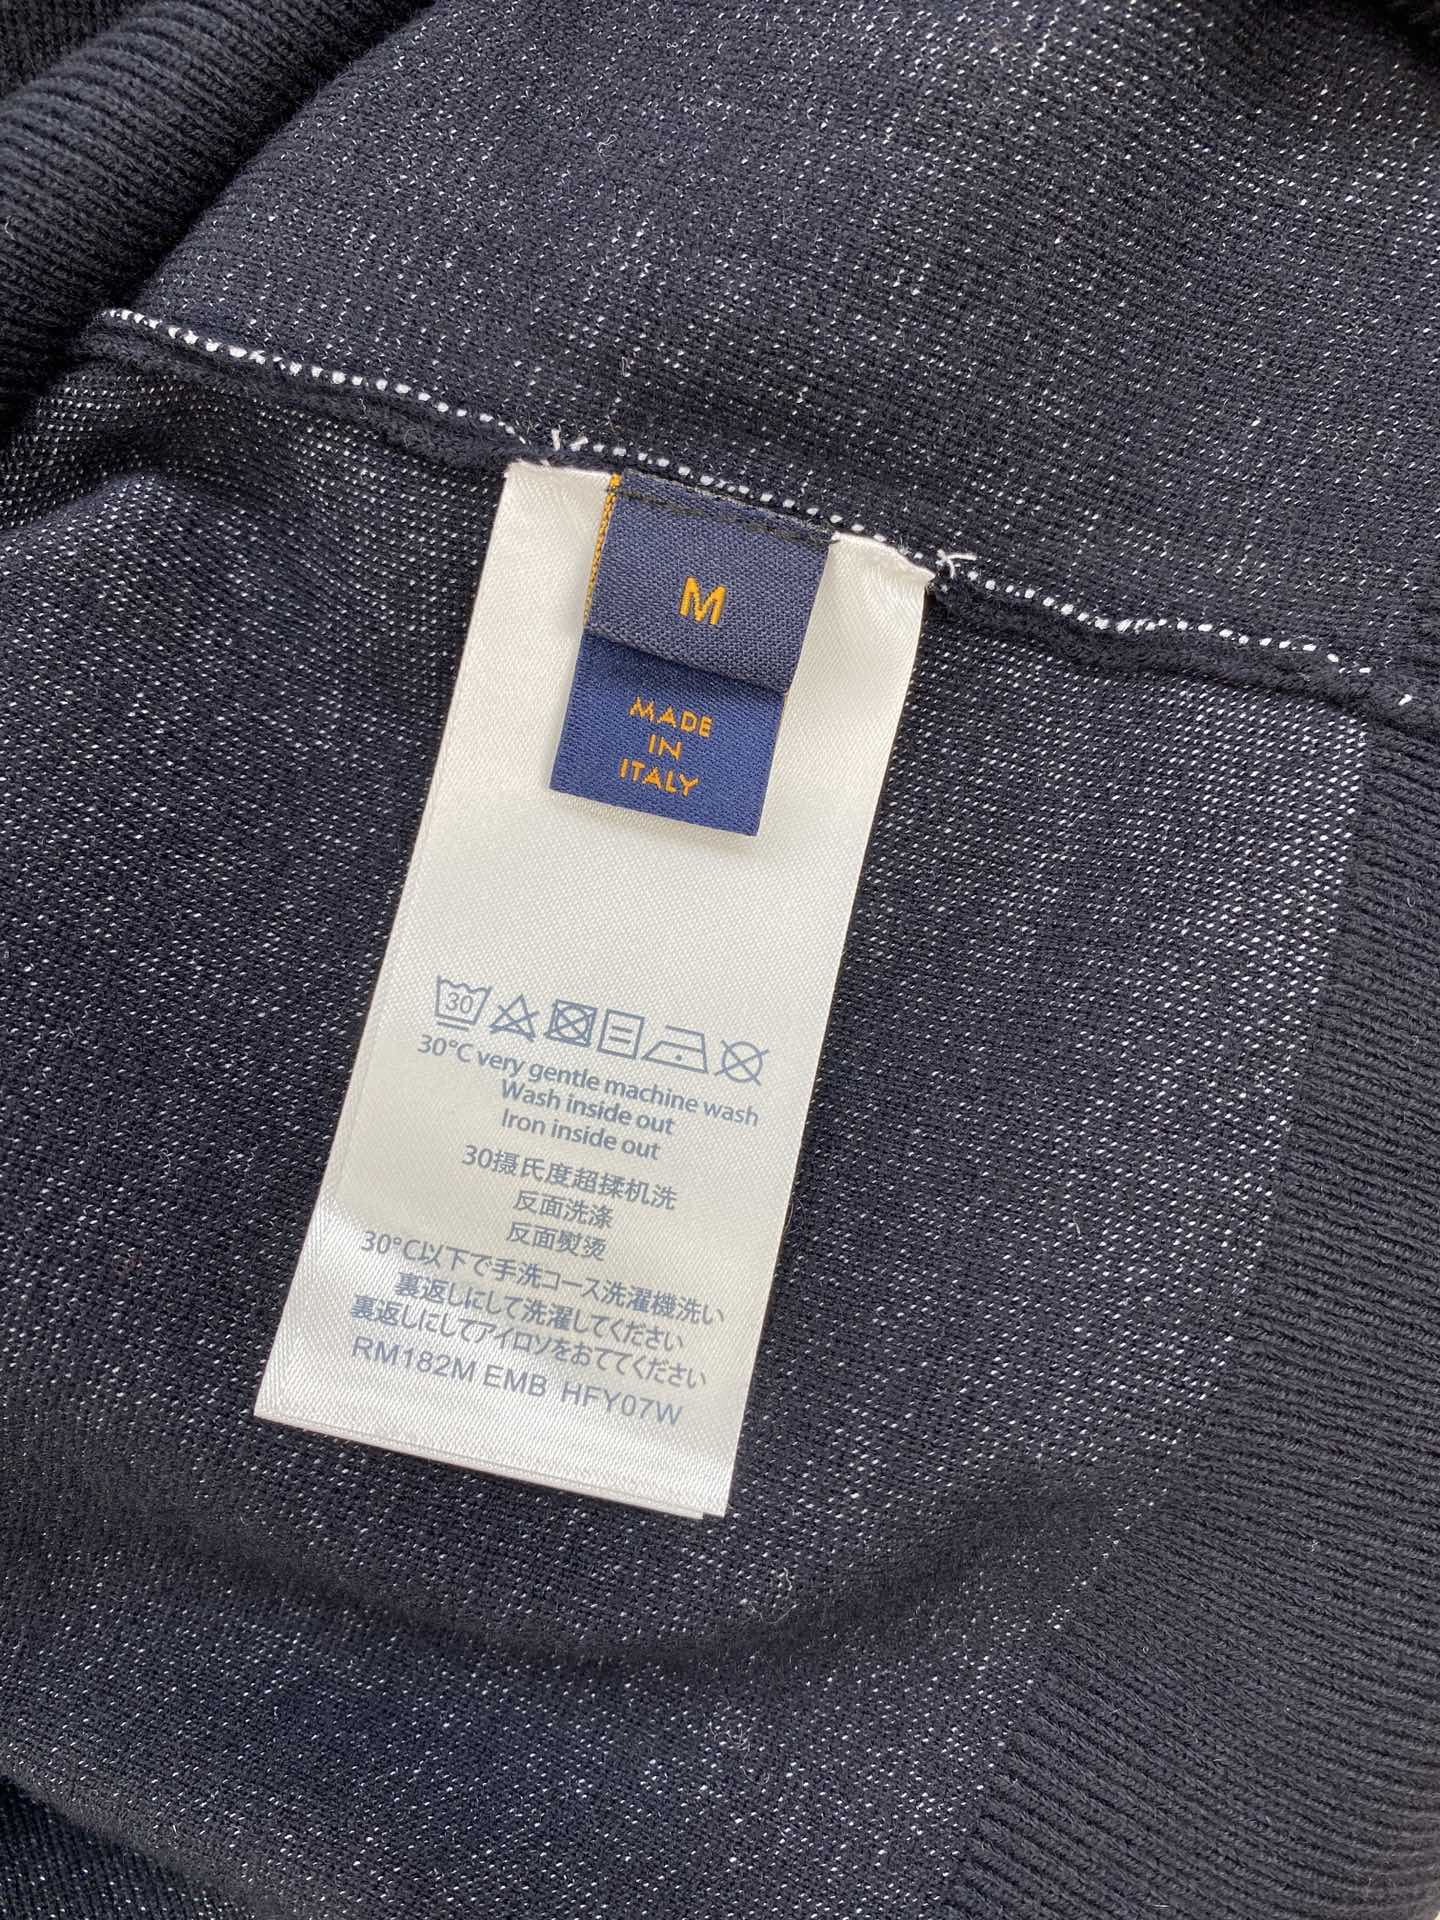 M
MADE
IN
ITALY
30
30°C very gentle machine wash
Wash inside out
Iron inside out
30摄氏度超揉机洗
反面洗涤
反面熨烫
30°C以下で手洗コース洗濯機洗い
裏返しにして洗濯してください
裏返しにしてアイロソをおててください
RM182M EMB HFY07W